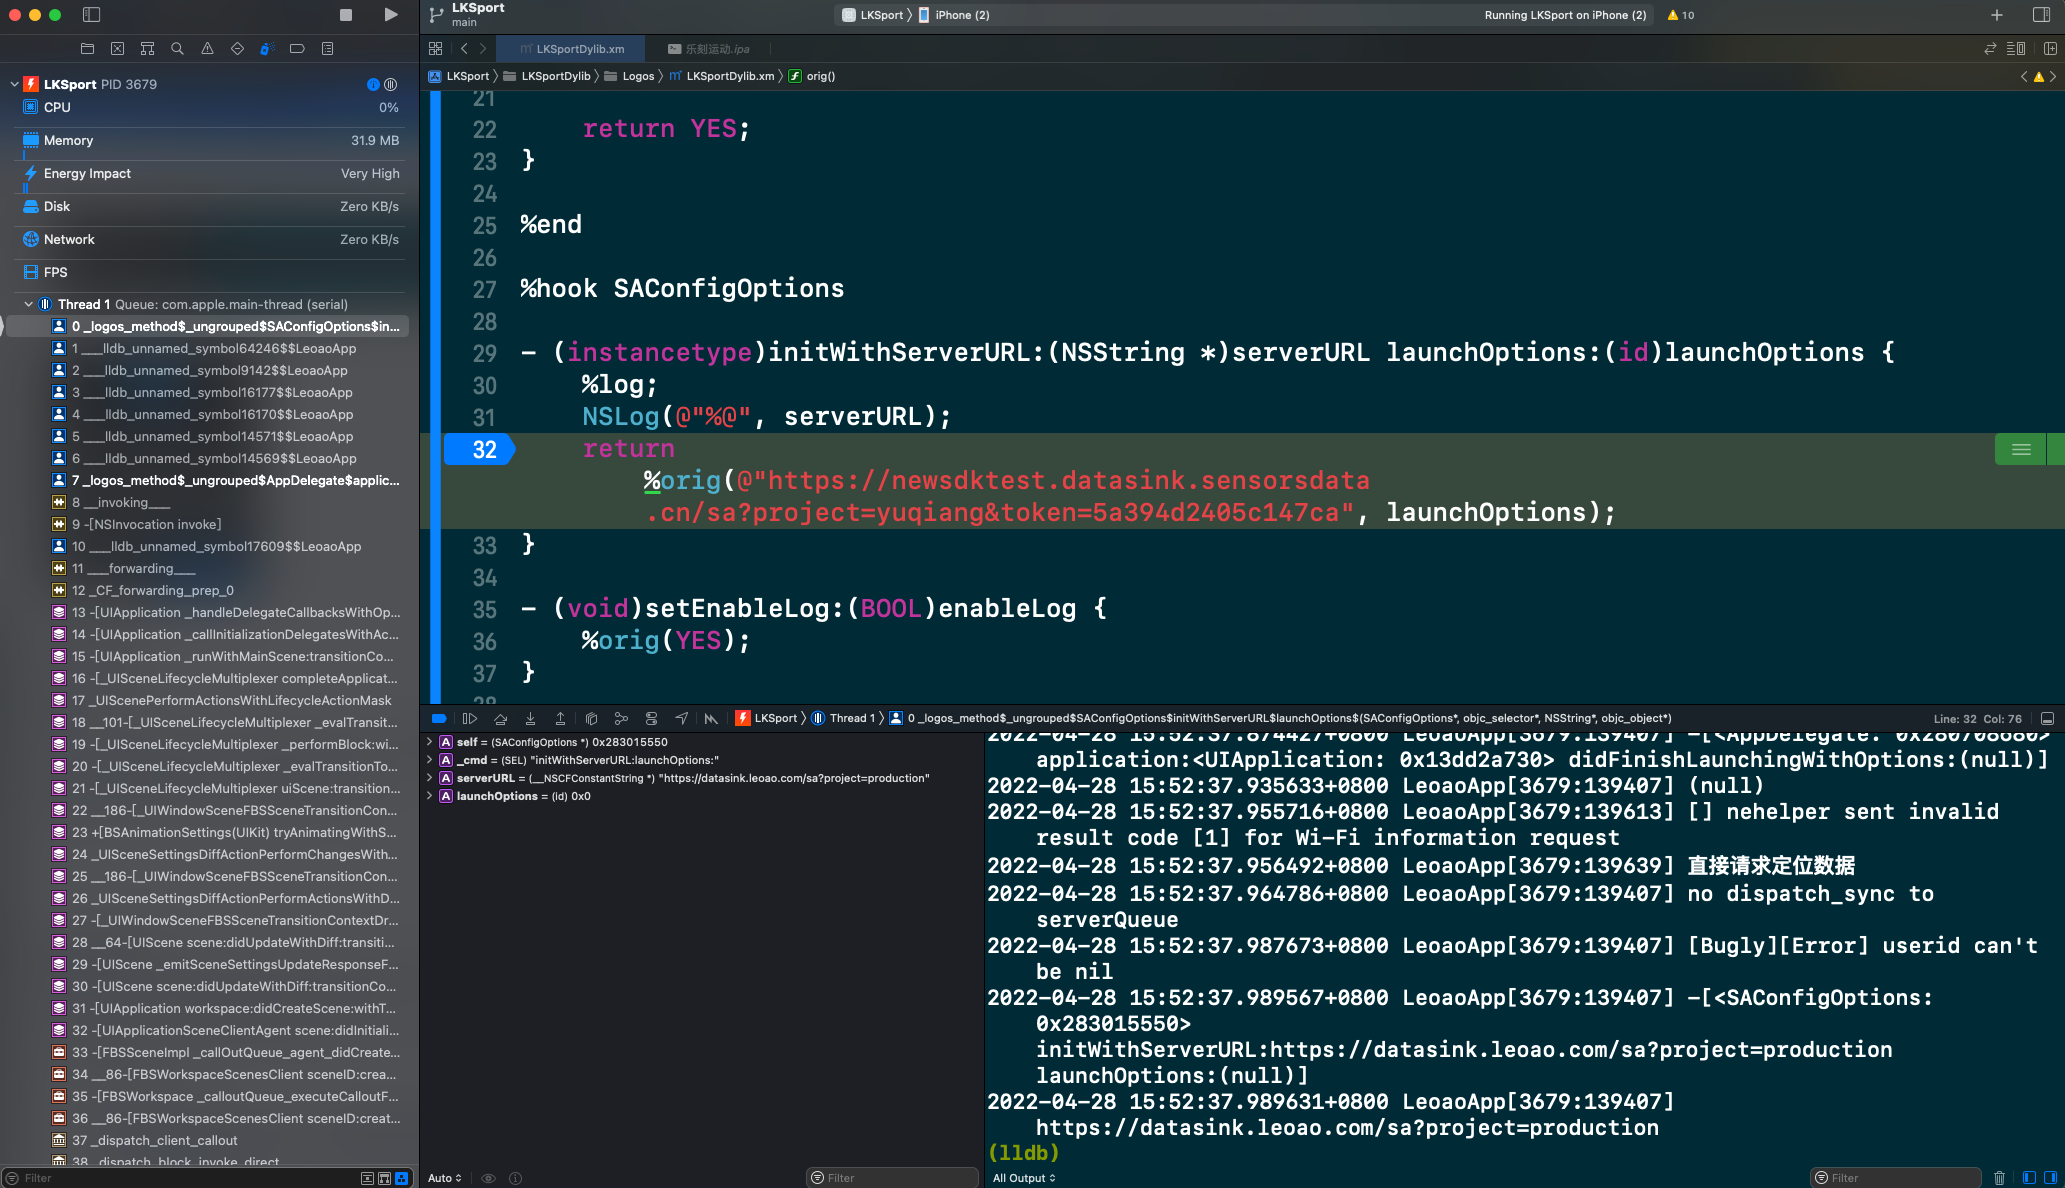 LKSport
main
LKSport 〉 iPhone (2)
Running LKSport on iPhone (2)
10
LKSportDylib.xm
乐刻运动.ipa
LKSport 〉 LKSportDylib 〉 Logos 〉 LKSportDylib.xm 〉 orig()
LKSport PID 3679
CPU 0%
Memory 31.9 MB
Energy Impact Very High
Disk Zero KB/s
Network Zero KB/s
FPS
Thread 1 Queue: com.apple.main-thread (serial)
0 _logos_method$_ungrouped$SAConfigOptions$in...
1 ___lldb_unnamed_symbol64246$$LeoaoApp
2 ___lldb_unnamed_symbol9142$$LeoaoApp
3 ___lldb_unnamed_symbol16177$$LeoaoApp
4 ___lldb_unnamed_symbol16170$$LeoaoApp
5 ___lldb_unnamed_symbol14571$$LeoaoApp
6 ___lldb_unnamed_symbol14569$$LeoaoApp
7 _logos_method$_ungrouped$AppDelegate$applic...
8 __invoking___
9 -[NSInvocation invoke]
10 ___lldb_unnamed_symbol17609$$LeoaoApp
11 ___forwarding___
12 _CF_forwarding_prep_0
13 -[UIApplication _handleDelegateCallbacksWithOp...
14 -[UIApplication _callInitializationDelegatesWithAc...
15 -[UIApplication _runWithMainScene:transitionCo...
16 -[_UISceneLifecycleMultiplexer completeApplicat...
17 _UIScenePerformActionsWithLifecycleActionMask
18 __101-[_UISceneLifecycleMultiplexer _evalTransit...
19 -[_UISceneLifecycleMultiplexer _performBlock:wi...
20 -[_UISceneLifecycleMultiplexer _evalTransitionTo...
21 -[_UISceneLifecycleMultiplexer uiScene:transition...
22 __186-[_UIWindowSceneFBSSceneTransitionCon...
23 +[BSAnimationSettings(UIKit) tryAnimatingWithS...
24 _UISceneSettingsDiffActionPerformChangesWith...
25 __186-[_UIWindowSceneFBSSceneTransitionCon...
26 _UISceneSettingsDiffActionPerformActionsWithD...
27 -[_UIWindowSceneFBSSceneTransitionContextDr...
28 __64-[UIScene scene:didUpdateWithDiff:transiti...
29 -[UIScene _emitSceneSettingsUpdateResponseF...
30 -[UIScene scene:didUpdateWithDiff:transitionCo...
31 -[UIApplication workspace:didCreateScene:withT...
32 -[UIApplicationSceneClientAgent scene:didInitiali...
33 -[FBSSceneImpl _callOutQueue_agent_didCreate...
34 __86-[FBSWorkspaceScenesClient sceneID:crea...
35 -[FBSWorkspace _calloutQueue_executeCalloutF...
36 __86-[FBSWorkspaceScenesClient sceneID:creat...
37 _dispatch_client_callout
38 _dispatch_block_invoke_direct
Filter
21
22 return YES;
23 }
24
25 %end
26
27 %hook SAConfigOptions
28
29 - (instancetype)initWithServerURL:(NSString *)serverURL launchOptions:(id)launchOptions {
30 %log;
31 NSLog(@"%@", serverURL);
32 return
%orig(@"https://newsdktest.datasink.sensorsdata
.cn/sa?project=yuqiang&token=5a394d2405c147ca", launchOptions);
33 }
34
35 - (void)setEnableLog:(BOOL)enableLog {
36 %orig(YES);
37 }
38
LKSport 〉 Thread 1 〉 0 _logos_method$_ungrouped$SAConfigOptions$initWithServerURL$launchOptions$(SAConfigOptions*, objc_selector*, NSString*, objc_object*)
Line: 32 Col: 76
A self = (SAConfigOptions *) 0x283015550
A _cmd = (SEL) "initWithServerURL:launchOptions:"
A serverURL = (__NSCFConstantString *) "https://datasink.leoao.com/sa?project=production"
A launchOptions = (id) 0x0
Auto
Filter
2022-04-28 15:52:37.874427+0800 LeoaoApp[3679:139407] -[<AppDelegate: 0x280708680>
application:<UIApplication: 0x13dd2a730> didFinishLaunchingWithOptions:(null)]
2022-04-28 15:52:37.935633+0800 LeoaoApp[3679:139407] (null)
2022-04-28 15:52:37.955716+0800 LeoaoApp[3679:139613] [] nehelper sent invalid
result code [1] for Wi-Fi information request
2022-04-28 15:52:37.956492+0800 LeoaoApp[3679:139639] 直接请求定位数据
2022-04-28 15:52:37.964786+0800 LeoaoApp[3679:139407] no dispatch_sync to
serverQueue
2022-04-28 15:52:37.987673+0800 LeoaoApp[3679:139407] [Bugly][Error] userid can't
be nil
2022-04-28 15:52:37.989567+0800 LeoaoApp[3679:139407] -[<SAConfigOptions:
0x283015550>
initWithServerURL:https://datasink.leoao.com/sa?project=production
launchOptions:(null)]
2022-04-28 15:52:37.989631+0800 LeoaoApp[3679:139407]
https://datasink.leoao.com/sa?project=production
(lldb)
All Output
Filter